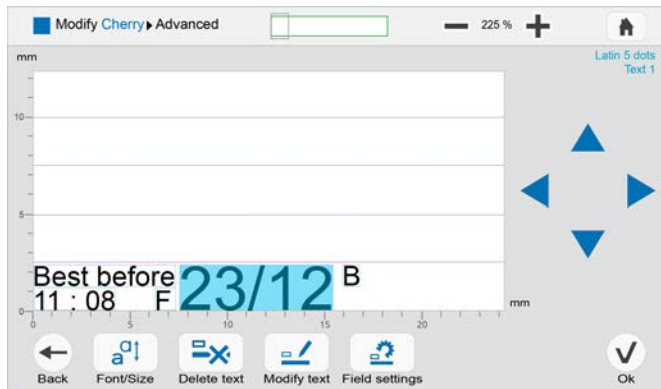 Modify Cherry▸Advanced
225 %
mm
Latin 5 dots
Text 1
10
5
0
Best before 23/12 B
11 : 08 F
mm
0 5 10 15 20
Back
Font/Size
Delete text
Modify text
Field settings
Ok